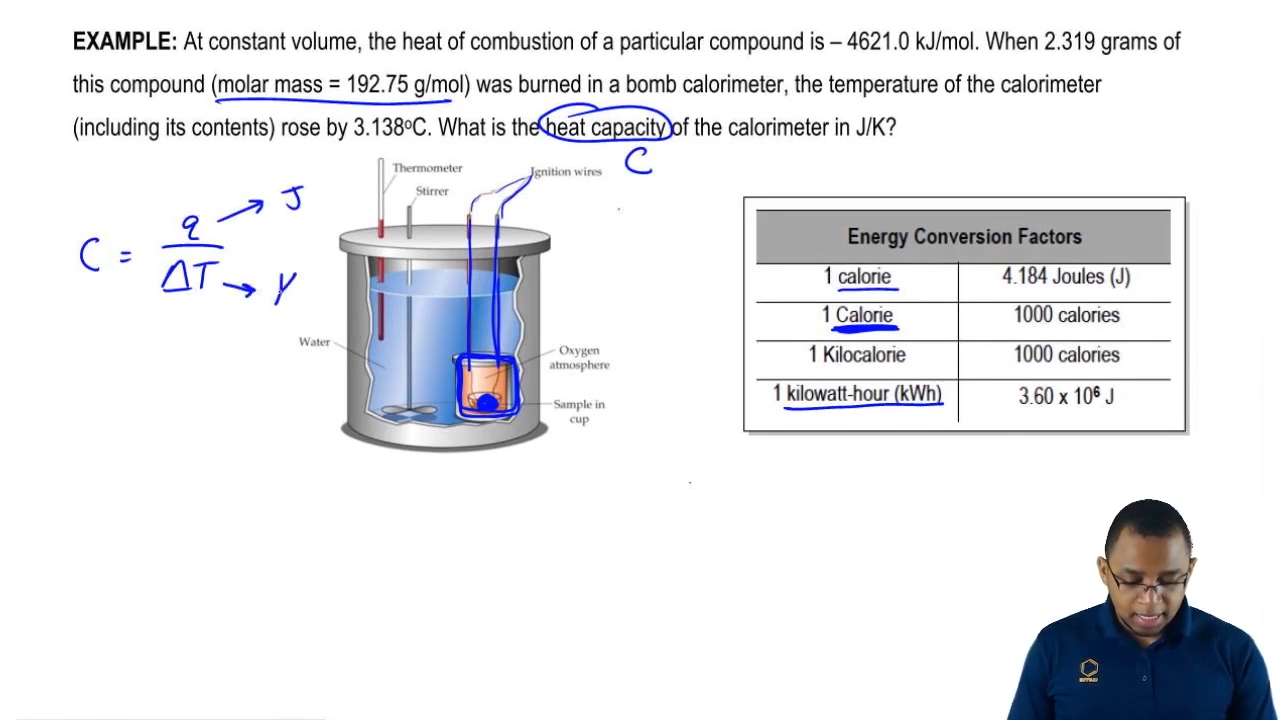 EXAMPLE: At constant volume, the heat of combustion of a particular compound is – 4621.0 kJ/mol. When 2.319 grams of
this compound (molar mass = 192.75 g/mol) was burned in a bomb calorimeter, the temperature of the calorimeter
(including its contents) rose by 3.138ºC. What is the heat capacity of the calorimeter in J/K?
C
Thermometer
Ignition wires
Stirrer
C = q / ΔT
J
Water
Oxygen
atmosphere
Sample in
cup
Energy Conversion Factors
1 calorie 4.184 Joules (J)
1 Calorie 1000 calories
1 Kilocalorie 1000 calories
1 kilowatt-hour (kWh) 3.60 x 10⁶ J